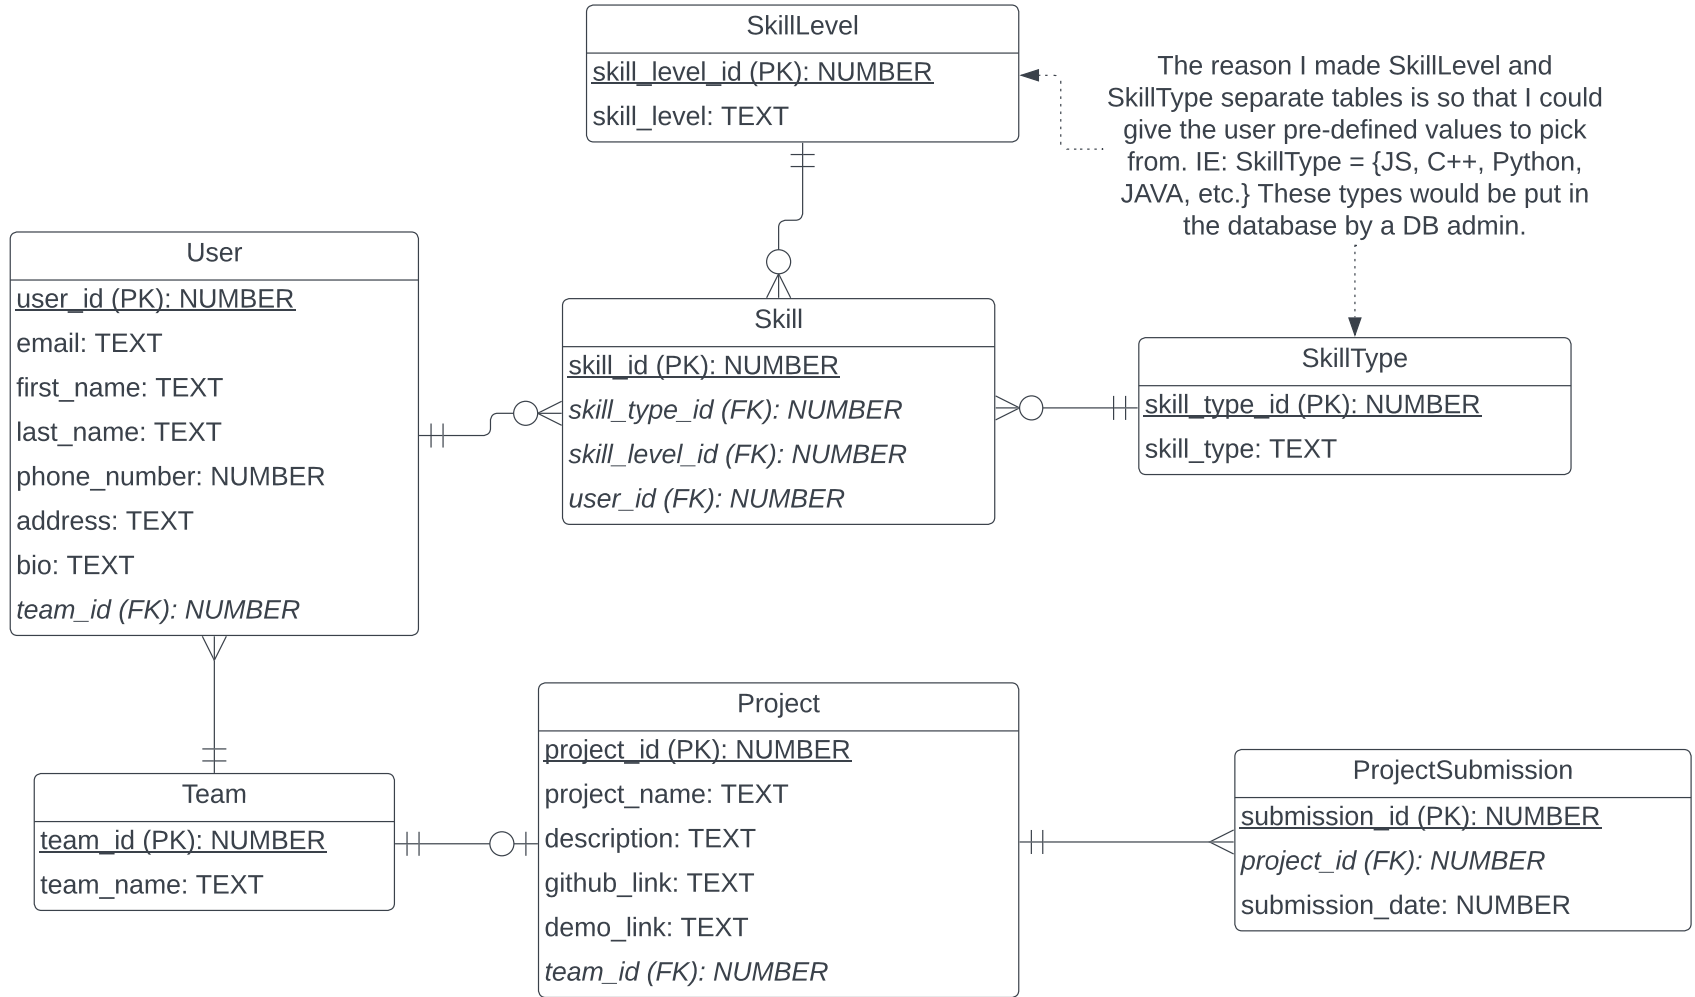 SkillLevel
skill_level_id (PK): NUMBER
skill_level: TEXT
The reason I made SkillLevel and
SkillType separate tables is so that I could
give the user pre-defined values to pick
from. IE: SkillType = {JS, C++, Python,
JAVA, etc.} These types would be put in
the database by a DB admin.
User
user_id (PK): NUMBER
email: TEXT
first_name: TEXT
last_name: TEXT
phone_number: NUMBER
address: TEXT
bio: TEXT
team_id (FK): NUMBER
Skill
skill_id (PK): NUMBER
skill_type_id (FK): NUMBER
skill_level_id (FK): NUMBER
user_id (FK): NUMBER
SkillType
skill_type_id (PK): NUMBER
skill_type: TEXT
Team
team_id (PK): NUMBER
team_name: TEXT
Project
project_id (PK): NUMBER
project_name: TEXT
description: TEXT
github_link: TEXT
demo_link: TEXT
team_id (FK): NUMBER
ProjectSubmission
submission_id (PK): NUMBER
project_id (FK): NUMBER
submission_date: NUMBER